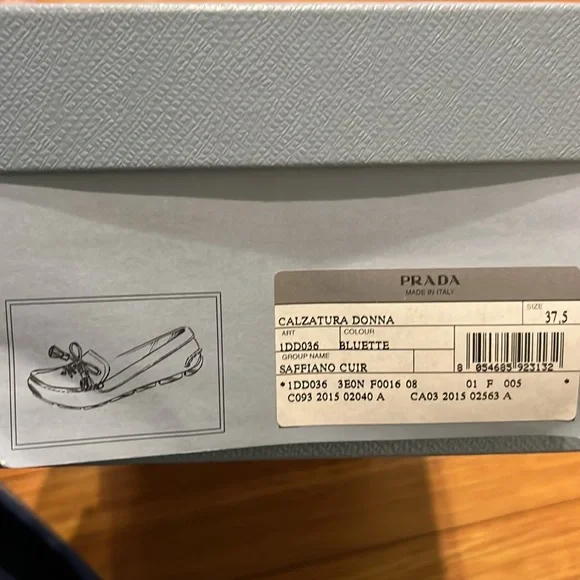 PRADA
MADE IN ITALY
SIZE
CALZATURA DONNA 37,5
ART COLOUR
1DD036 BLUETTE
GROUP NAME
SAFFIANO CUIR
8 054685 923132
*1DD036 3E0N F0016 08 01 F 005 *
C093 2015 02040 A CA03 2015 02563 A